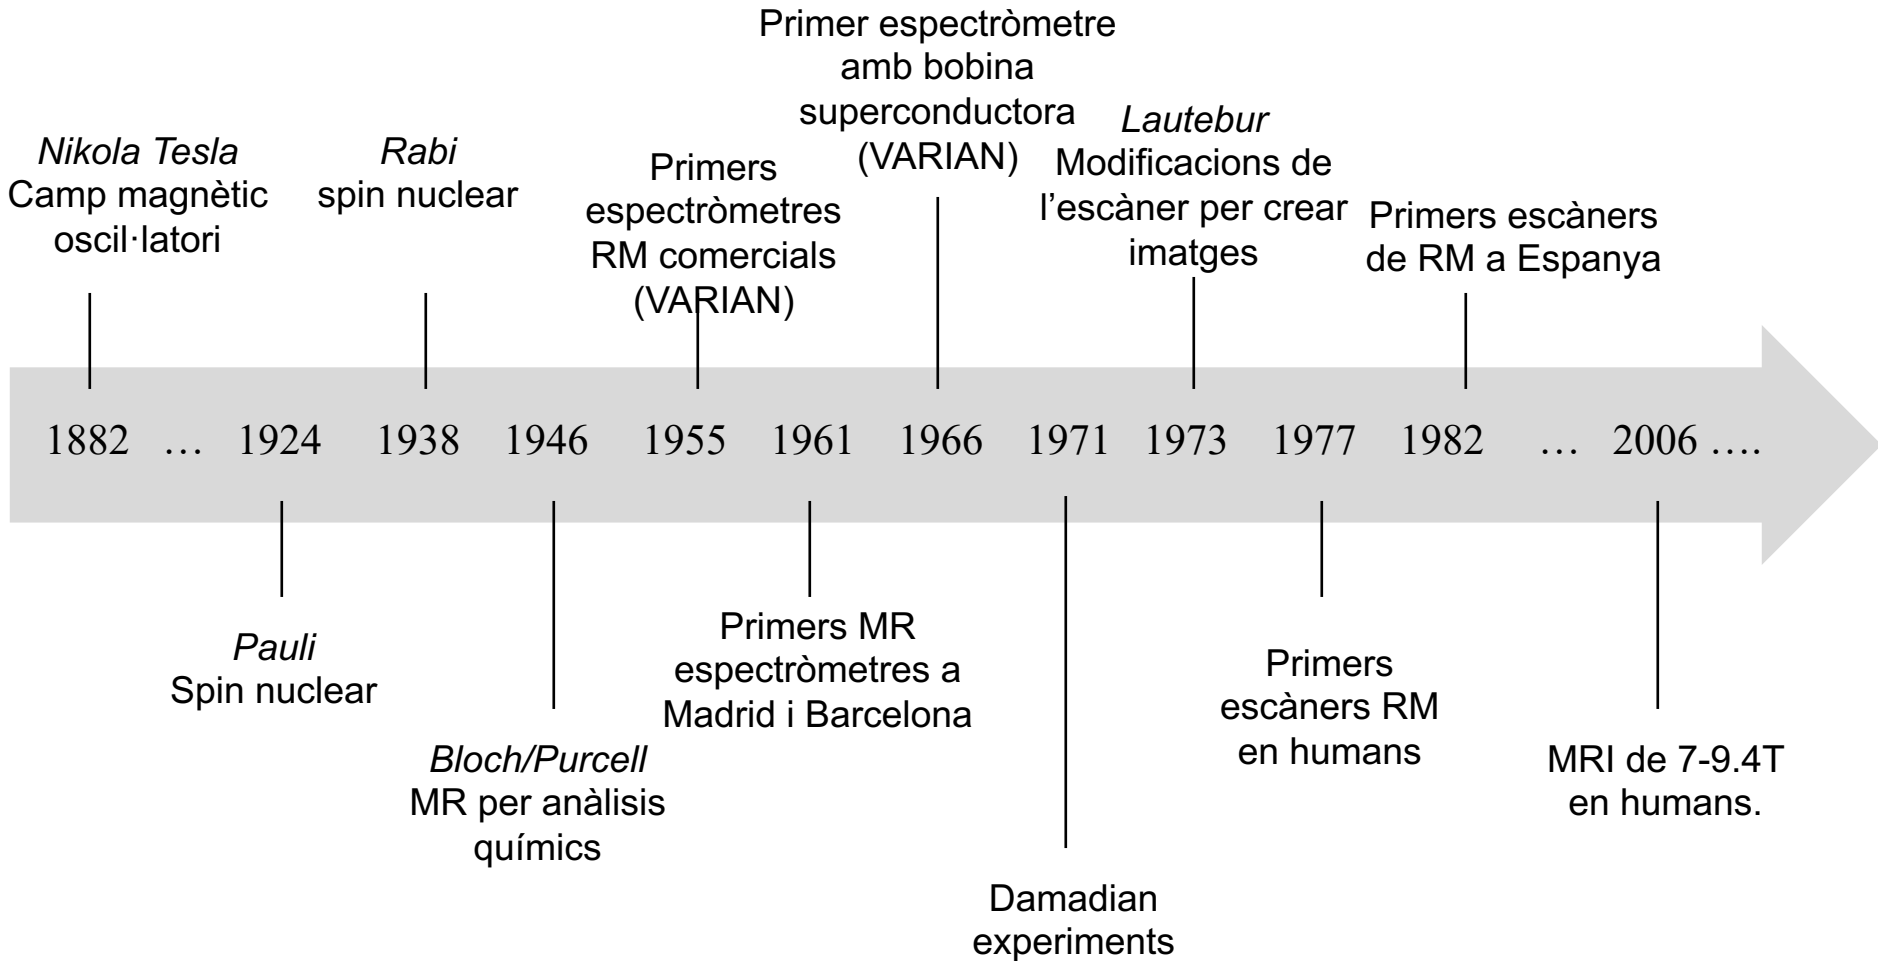 Primer espectròmetre
amb bobina
superconductora
(VARIAN)
Nikola Tesla
Camp magnètic
oscil·latori
Rabi
spin nuclear
Primers
espectròmetres
RM comercials
(VARIAN)
Lautebur
Modificacions de
l’escàner per crear
imatges
Primers escàners
de RM a Espanya
1882 … 1924 1938 1946 1955 1961 1966 1971 1973 1977 1982 … 2006 ….
Pauli
Spin nuclear
Bloch/Purcell
MR per anàlisis
químics
Primers MR
espectròmetres a
Madrid i Barcelona
Damadian
experiments
Primers
escàners RM
en humans
MRI de 7-9.4T
en humans.